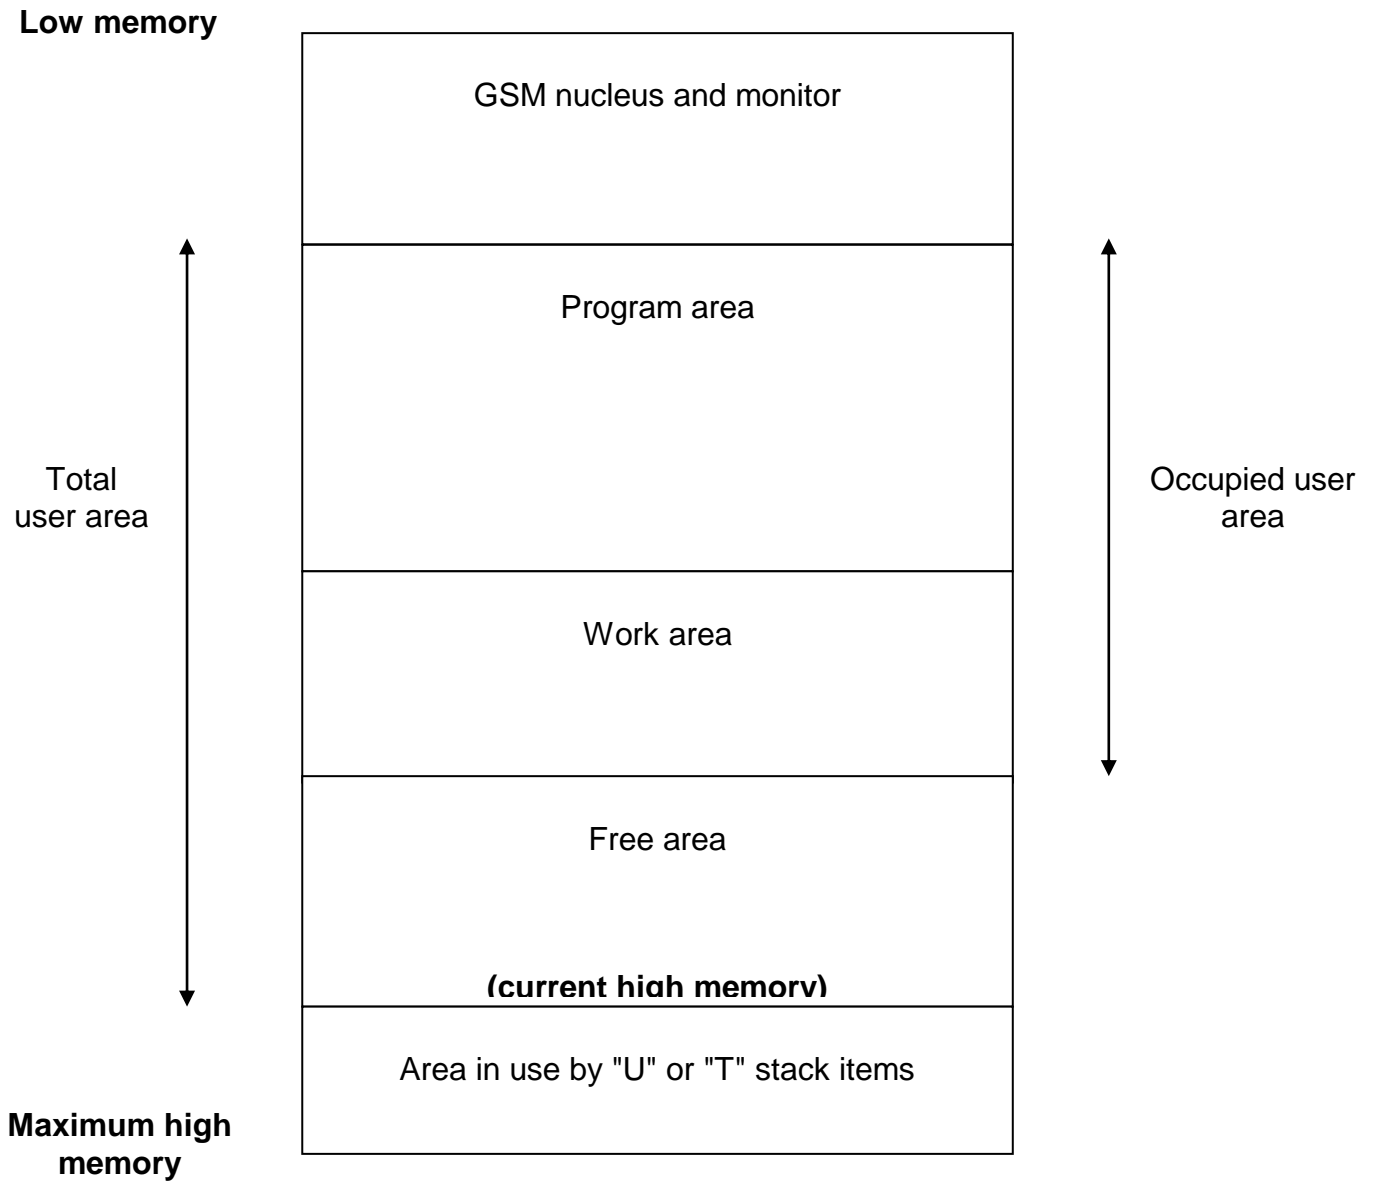 Low memory
GSM nucleus and monitor
Program area
Total
user area
Occupied user
area
Work area
Free area
(current high memory)
Area in use by "U" or "T" stack items
Maximum high
memory